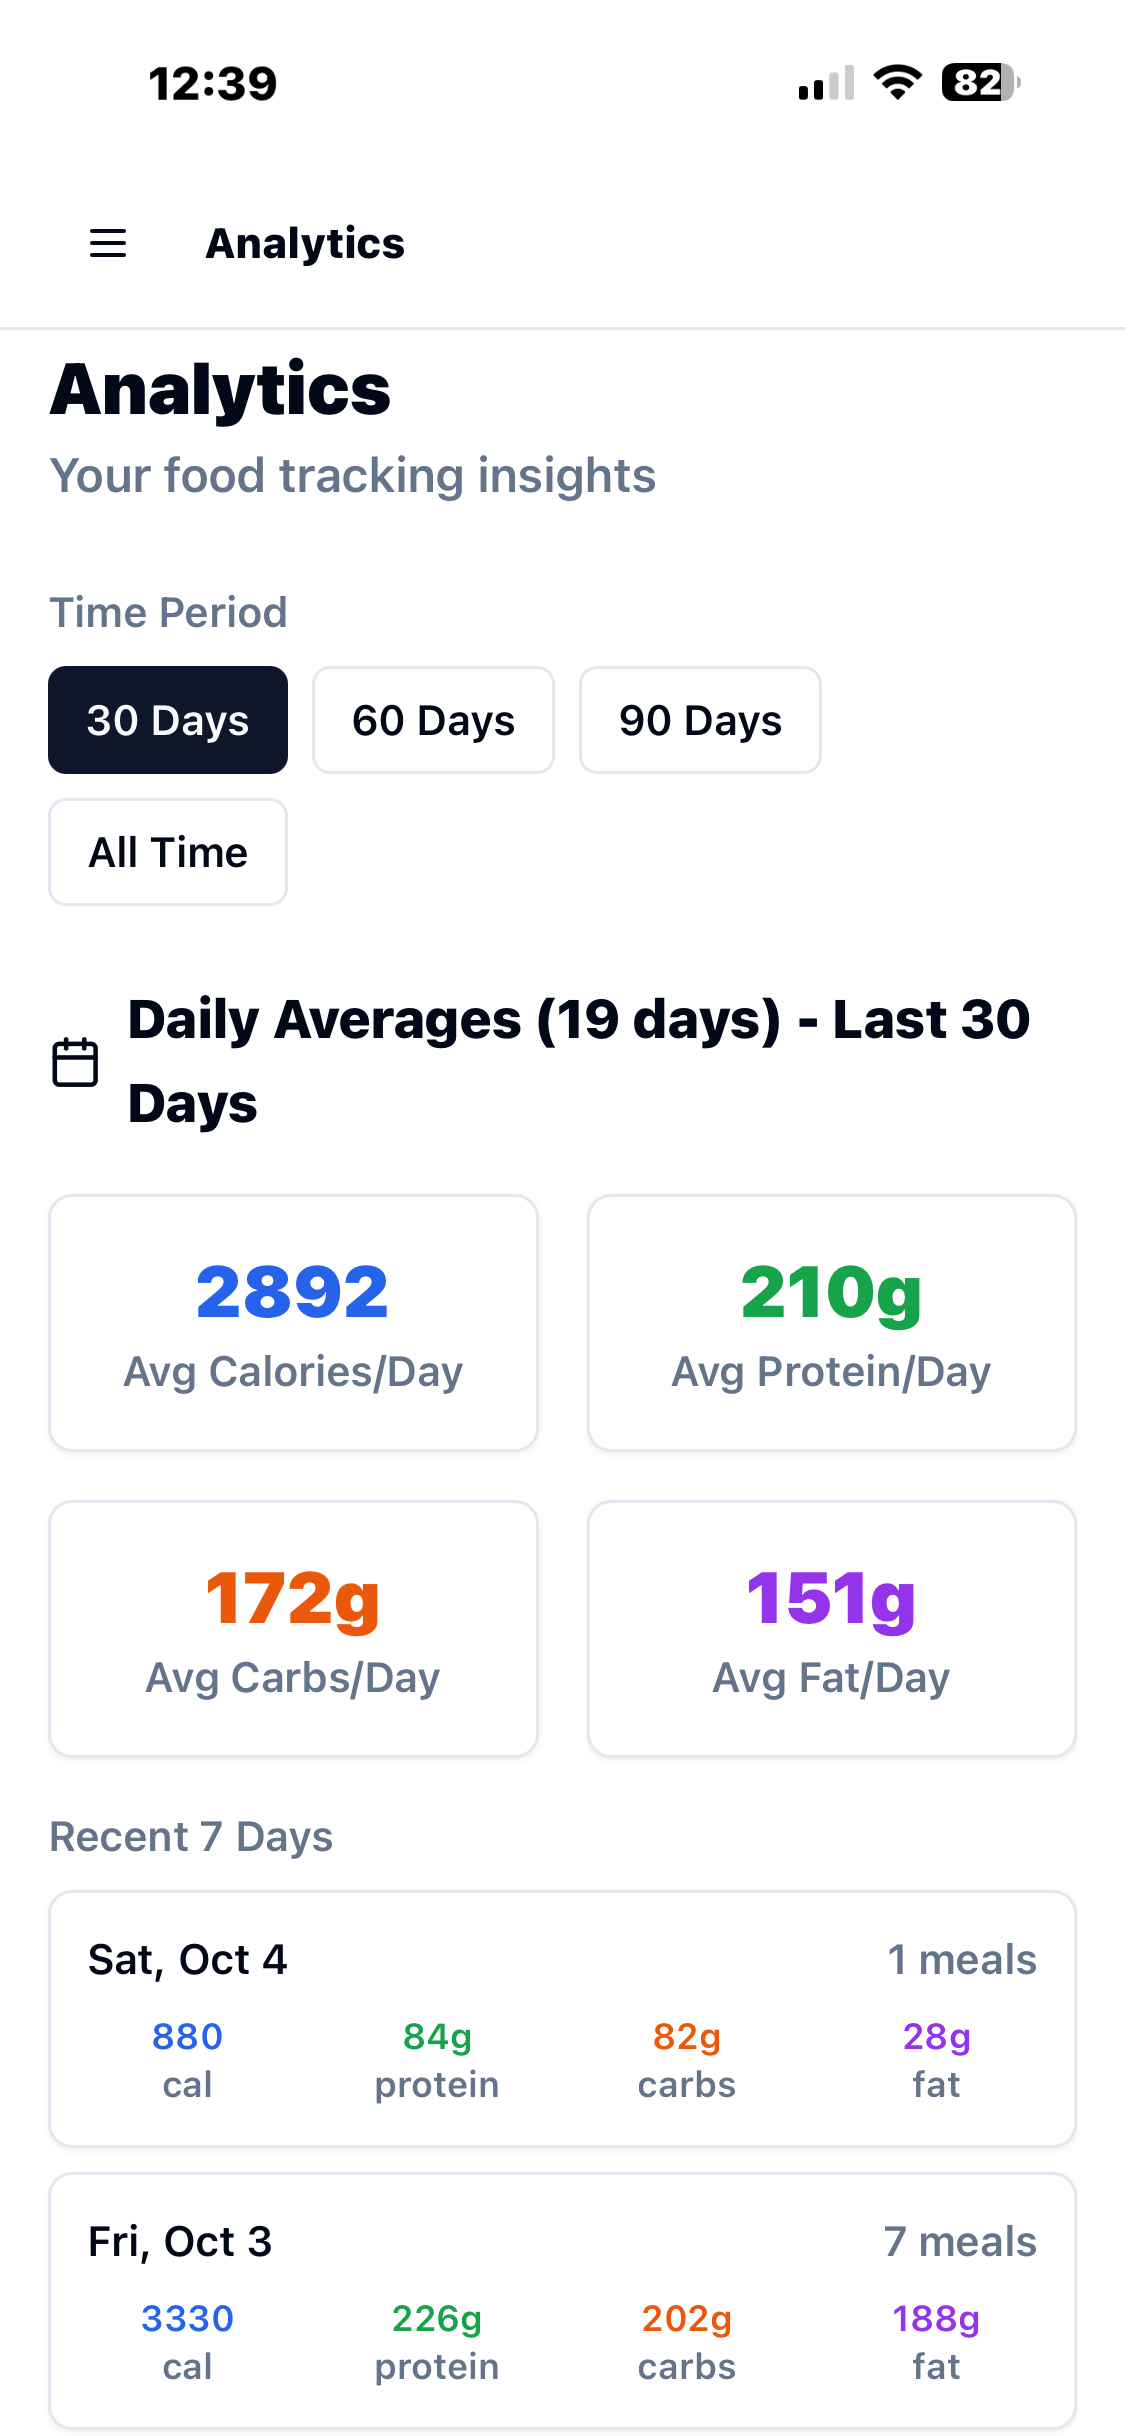 12:39
82
Analytics
Analytics
Your food tracking insights
Time Period
30 Days
60 Days
90 Days
All Time
Daily Averages (19 days) - Last 30
Days
2892
Avg Calories/Day
210g
Avg Protein/Day
172g
Avg Carbs/Day
151g
Avg Fat/Day
Recent 7 Days
Sat, Oct 4
1 meals
880
cal
84g
protein
82g
carbs
28g
fat
Fri, Oct 3
7 meals
3330
cal
226g
protein
202g
carbs
188g
fat